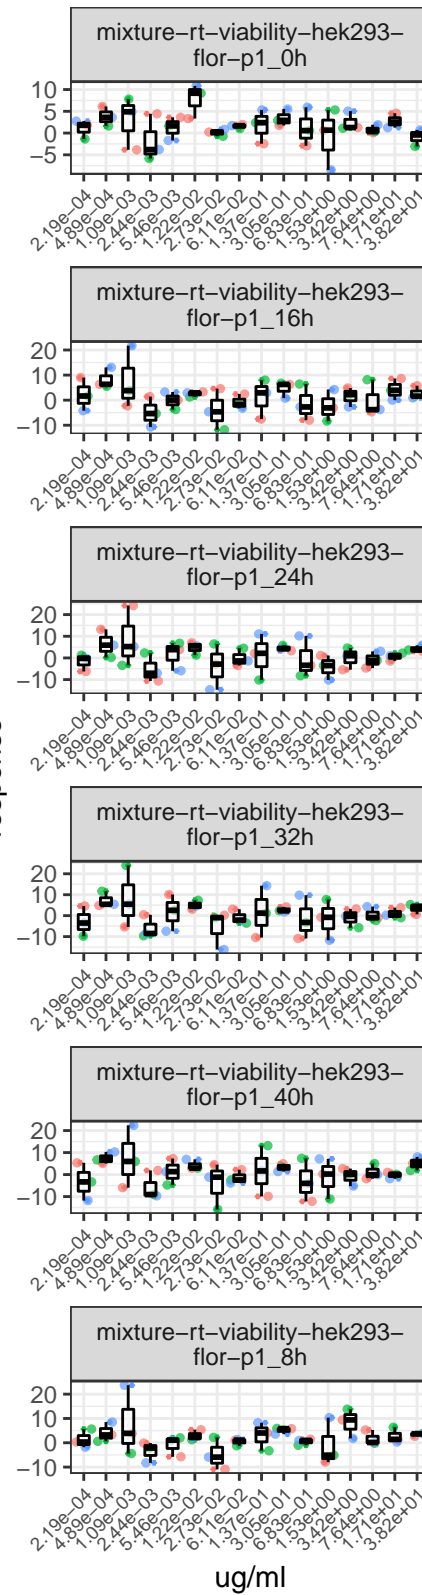 mixture−rt−viability−hek293−
flor−p1_0h
10
5
0
−5
2.19e−04
4.89e−04
1.09e−03
2.44e−03
5.46e−03
1.22e−02
2.73e−02
6.11e−02
1.37e−01
3.05e−01
6.83e−01
1.53e+00
3.42e+00
7.64e+00
1.71e+01
3.82e+01
mixture−rt−viability−hek293−
flor−p1_16h
20
10
0
−10
2.19e−04
4.89e−04
1.09e−03
2.44e−03
5.46e−03
1.22e−02
2.73e−02
6.11e−02
1.37e−01
3.05e−01
6.83e−01
1.53e+00
3.42e+00
7.64e+00
1.71e+01
3.82e+01
mixture−rt−viability−hek293−
flor−p1_24h
20
10
0
−10
2.19e−04
4.89e−04
1.09e−03
2.44e−03
5.46e−03
1.22e−02
2.73e−02
6.11e−02
1.37e−01
3.05e−01
6.83e−01
1.53e+00
3.42e+00
7.64e+00
1.71e+01
3.82e+01
mixture−rt−viability−hek293−
flor−p1_32h
20
10
0
−10
2.19e−04
4.89e−04
1.09e−03
2.44e−03
5.46e−03
1.22e−02
2.73e−02
6.11e−02
1.37e−01
3.05e−01
6.83e−01
1.53e+00
3.42e+00
7.64e+00
1.71e+01
3.82e+01
mixture−rt−viability−hek293−
flor−p1_40h
20
10
0
−10
2.19e−04
4.89e−04
1.09e−03
2.44e−03
5.46e−03
1.22e−02
2.73e−02
6.11e−02
1.37e−01
3.05e−01
6.83e−01
1.53e+00
3.42e+00
7.64e+00
1.71e+01
3.82e+01
mixture−rt−viability−hek293−
flor−p1_8h
20
10
0
−10
2.19e−04
4.89e−04
1.09e−03
2.44e−03
5.46e−03
1.22e−02
2.73e−02
6.11e−02
1.37e−01
3.05e−01
6.83e−01
1.53e+00
3.42e+00
7.64e+00
1.71e+01
3.82e+01
ug/ml